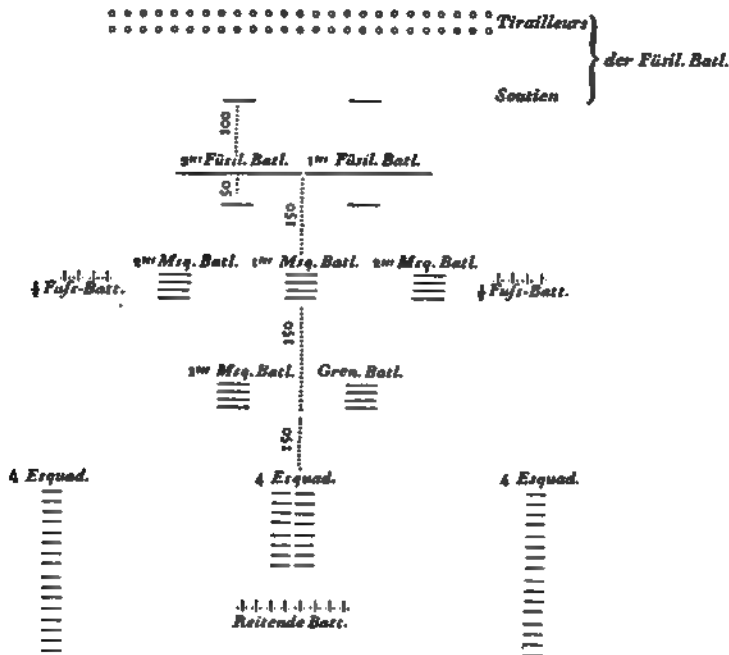 Tirailleurs
der Füsil. Batl.
Soutien
100
2tes Füsil. Batl. 1tes Füsil. Batl.
50
150
2tes Msq. Batl. 1tes Msq. Batl. 2tes Msq. Batl.
½ Fuſs-Batt. ½ Fuſs-Batt.
150
Msq. Batl. Gren. Batl.
150
4 Esquad. 4 Esquad. 4 Esquad.
Reitende Batt.